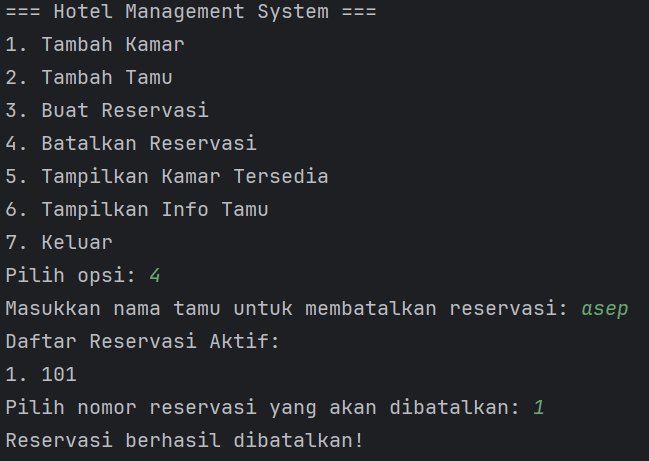 === Hotel Management System ===
1. Tambah Kamar
2. Tambah Tamu
3. Buat Reservasi
4. Batalkan Reservasi
5. Tampilkan Kamar Tersedia
6. Tampilkan Info Tamu
7. Keluar
Pilih opsi: 4
Masukkan nama tamu untuk membatalkan reservasi: asep
Daftar Reservasi Aktif:
1. 101
Pilih nomor reservasi yang akan dibatalkan: 1
Reservasi berhasil dibatalkan!